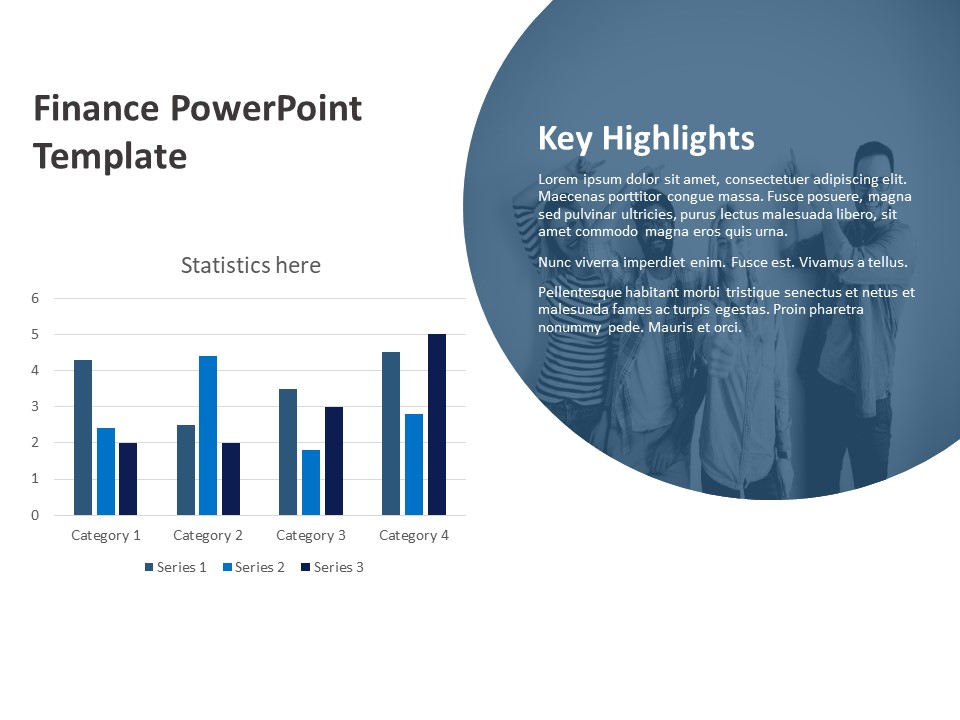 Finance PowerPoint
Template
Key Highlights
Lorem ipsum dolor sit amet, consectetuer adipiscing elit.
Maecenas porttitor congue massa. Fusce posuere, magna
sed pulvinar ultricies, purus lectus malesuada libero, sit
amet commodo magna eros quis urna.
Nunc viverra imperdiet enim. Fusce est. Vivamus a tellus.
Pellentesque habitant morbi tristique senectus et netus et
malesuada fames ac turpis egestas. Proin pharetra
nonummy pede. Mauris et orci.
Statistics here
6
5
4
3
2
1
0
Category 1 Category 2 Category 3 Category 4
Series 1 Series 2 Series 3